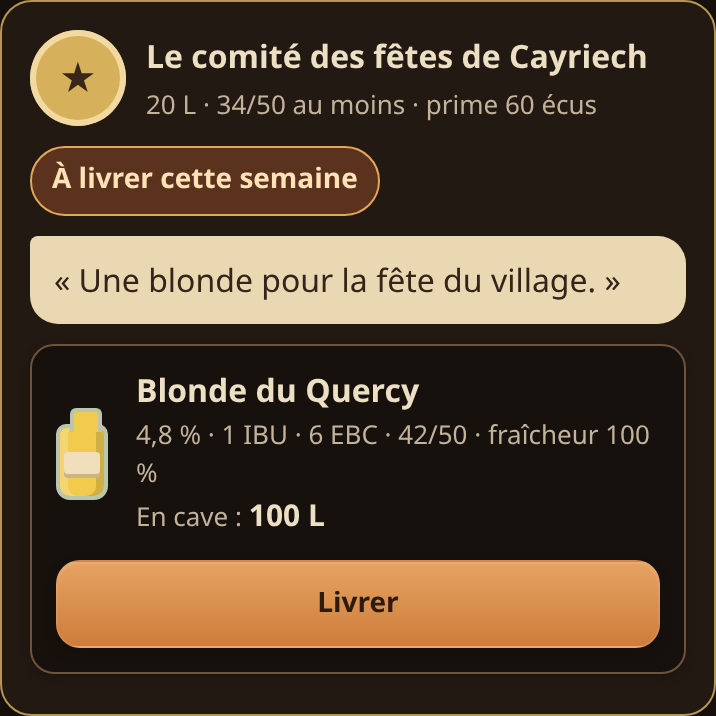 Le comité des fêtes de Cayriech
20 L · 34/50 au moins · prime 60 écus
À livrer cette semaine
« Une blonde pour la fête du village. »
Blonde du Quercy
4,8 % · 1 IBU · 6 EBC · 42/50 · fraîcheur 100
%
En cave : 100 L
Livrer